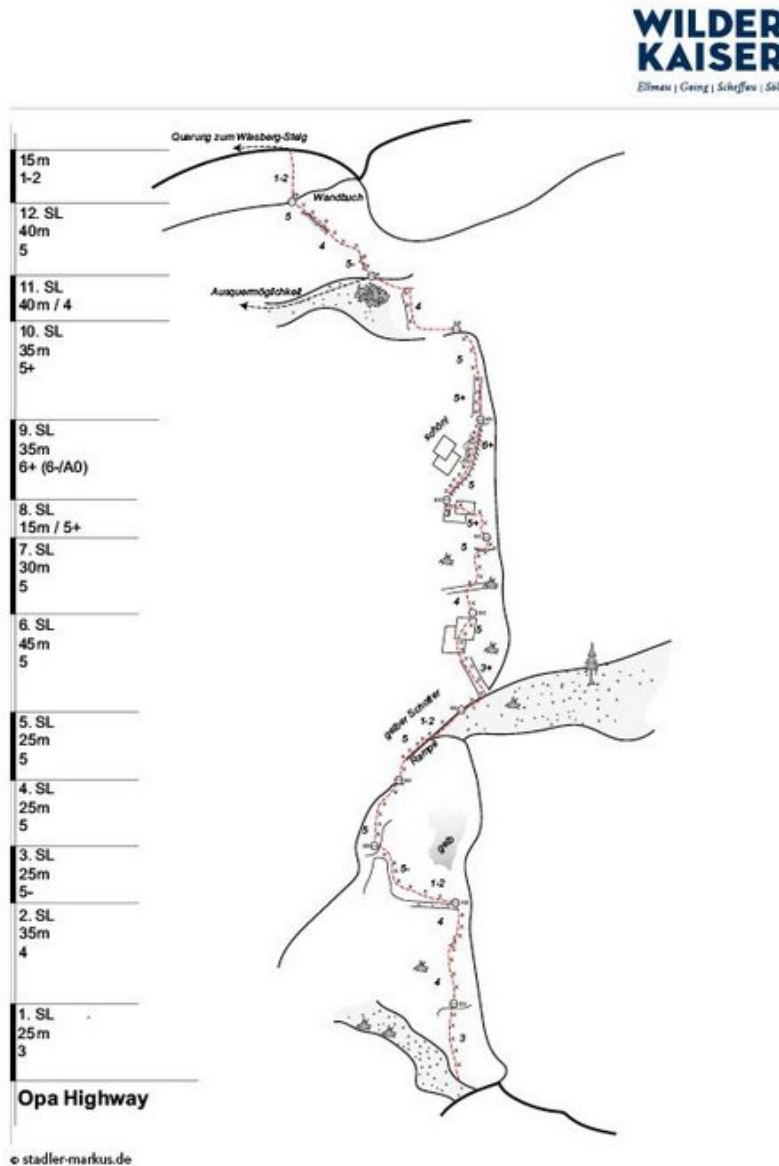 WILDER
KAISER
Ellmau | Going | Scheffau | Söl
Querung zum Wiesberg-Steig
15m
1-2
1-2
Wandbuch
12. SL
40m
5
5
4
5-
11. SL
40m / 4
Ausquermöglichkeit
4
10. SL
35m
5+
5
5+
9. SL
35m
6+ (6-/A0)
schön!
6+
5
8. SL
15m / 5+
3
5+
7. SL
30m
5
5
4
6. SL
45m
5
5
3+
5. SL
25m
5
gelber Schotter
1-2
5
Rampe
4. SL
25m
5
5
gelb
3. SL
25m
5-
5-
1-2
2. SL
35m
4
4
4
1. SL
25m
3
3
Opa Highway
© stadler-markus.de